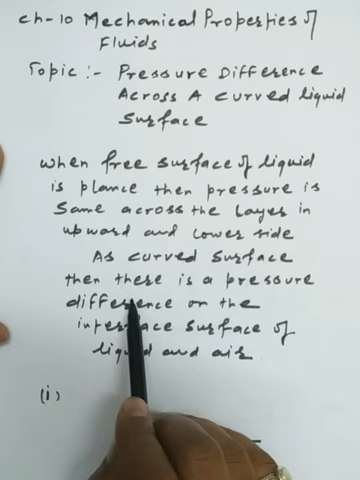 Ch-10 Mechanical Properties of
Fluids
Topic :- Pressure Difference
Across A curved liquid
Surface
when free surface of liquid
is plance then pressure is
Same across the layer in
upward and lower side
As curved surface
then there is a pressure
difference on the
interface surface of
liquid and air
(i)